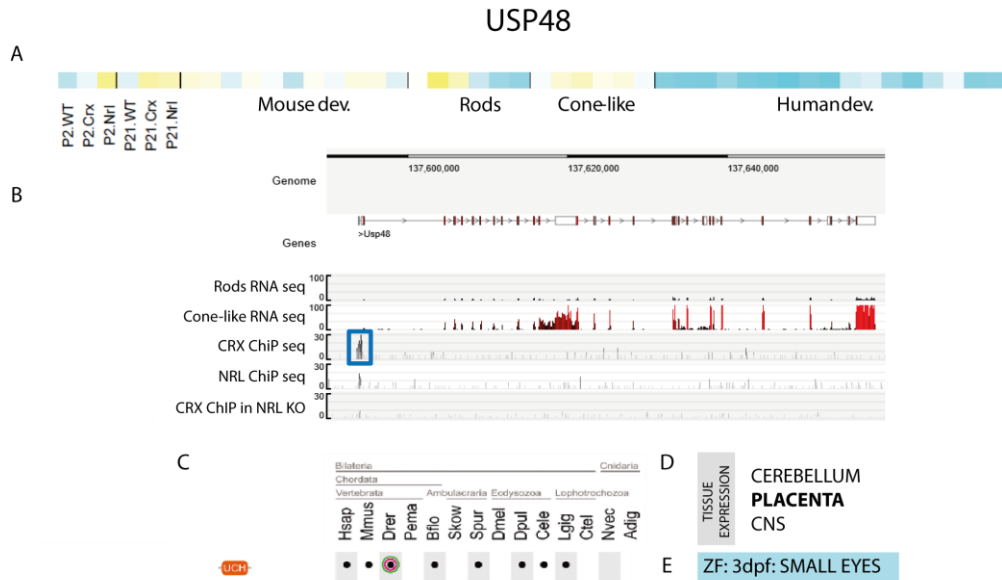 USP48
A
P2.WT
P2.Crx
P2.Nrl
P21.WT
P21.Crx
P21.Nrl
Mouse dev.
Rods
Cone-like
Human dev.
B
Genome
137,600,000
137,620,000
137,640,000
Genes
>Usp48
Rods RNA seq
100
0
Cone-like RNA seq
100
0
CRX ChiP seq
30
0
NRL ChiP seq
30
0
CRX ChIP in NRL KO
30
0
C
Bilateria
Cnidaria
Chordata
Vertebrata
Ambulacraria
Ecdysozoa
Lophotrochozoa
Hsap
Mmus
Drer
Pema
Bflo
Skow
Spur
Dmel
Dpul
Cele
Lgig
Ctel
Nvec
Adig
UCH
D
TISSUE
EXPRESSION
CEREBELLUM
PLACENTA
CNS
E
ZF: 3dpf: SMALL EYES